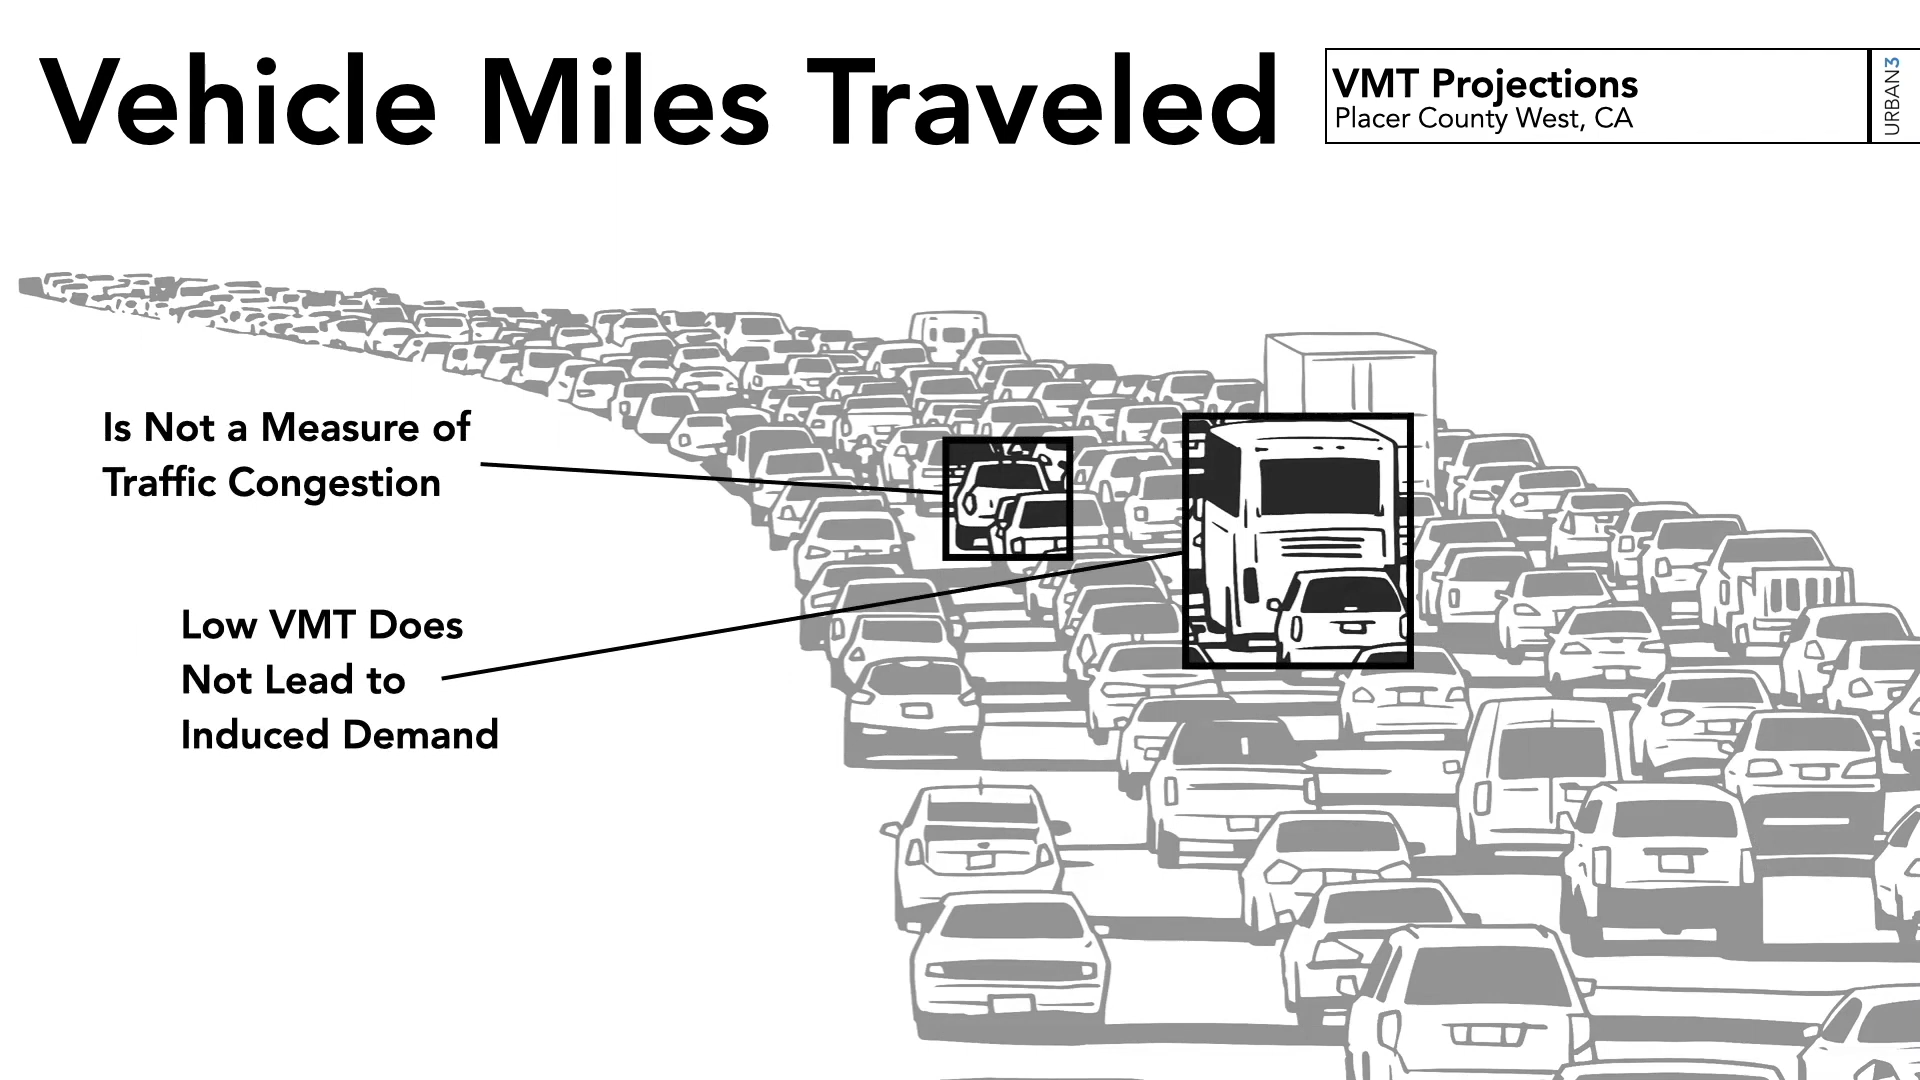 Vehicle Miles Traveled
VMT Projections
Placer County West, CA
URBAN3
Is Not a Measure of
Traffic Congestion
Low VMT Does
Not Lead to
Induced Demand